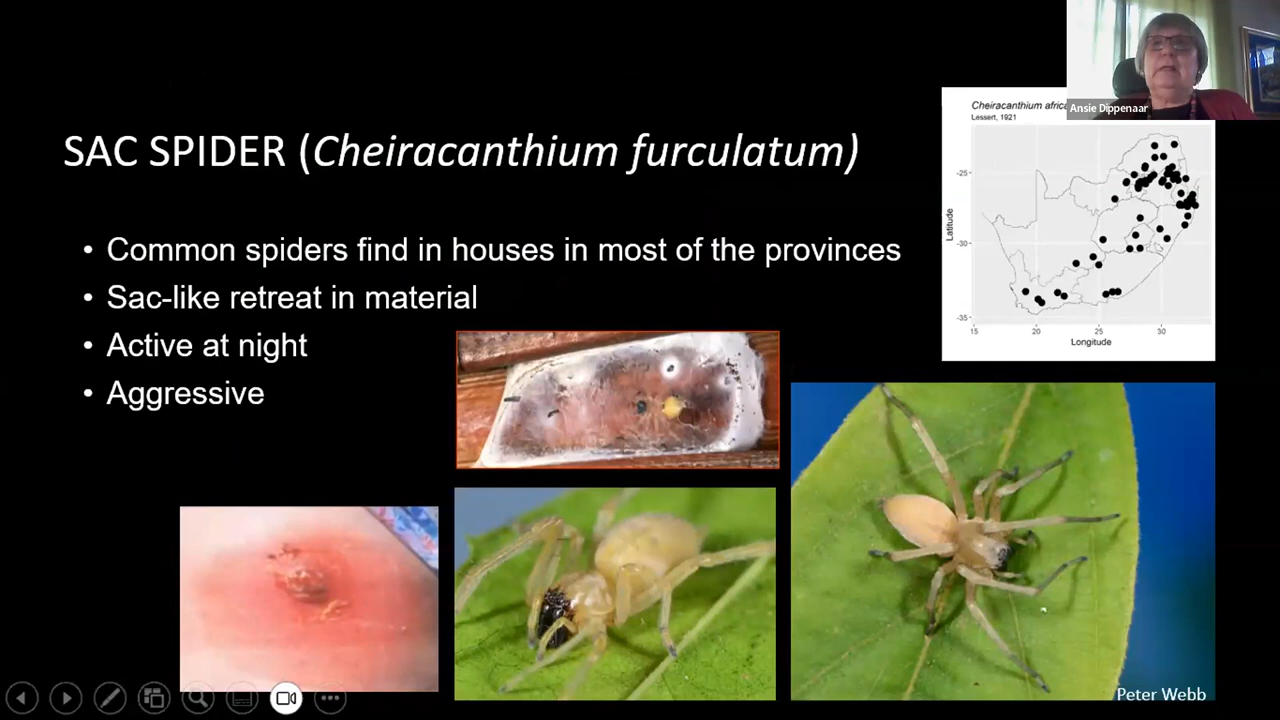 Ansie Dippenaar
SAC SPIDER (Cheiracanthium furculatum)
• Common spiders find in houses in most of the provinces
• Sac-like retreat in material
• Active at night
• Aggressive
Cheiracanthium africa
Lessert, 1921
Latitude
-25
-30
-35
15 20 25 30
Longitude
Peter Webb